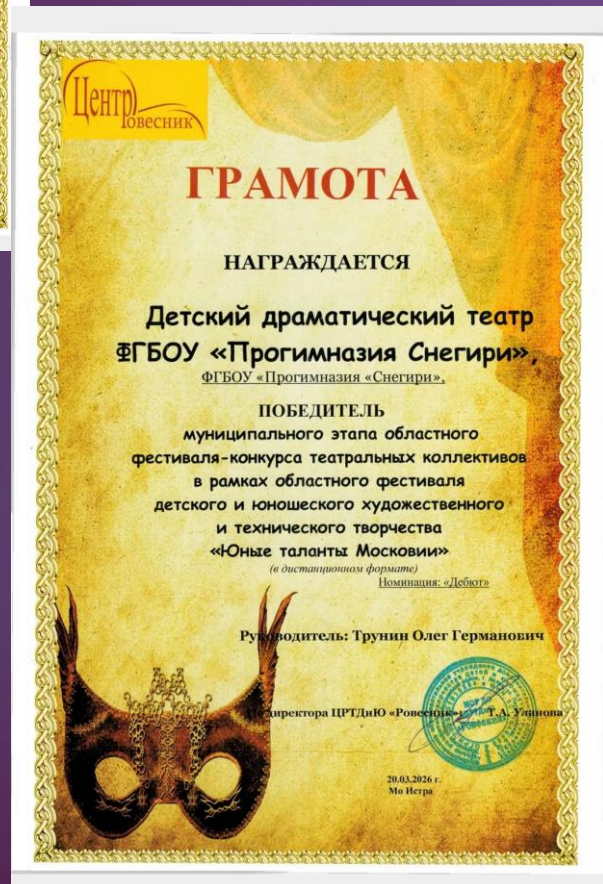 Центр
Ровесник
ГРАМОТА
НАГРАЖДАЕТСЯ
Детский драматический театр
ФГБОУ «Прогимназия Снегири»,
ФГБОУ «Прогимназия «Снегири»,
ПОБЕДИТЕЛЬ
муниципального этапа областного
фестиваля-конкурса театральных коллективов
в рамках областного фестиваля
детского и юношеского художественного
и технического творчества
«Юные таланты Московии»
(в дистанционном формате)
Номинация: «Дебют»
Руководитель: Трунин Олег Германович
директора ЦРТДиЮ «Ровесник» Т.А. Уланова
20.03.2026 г.
Мо Истра